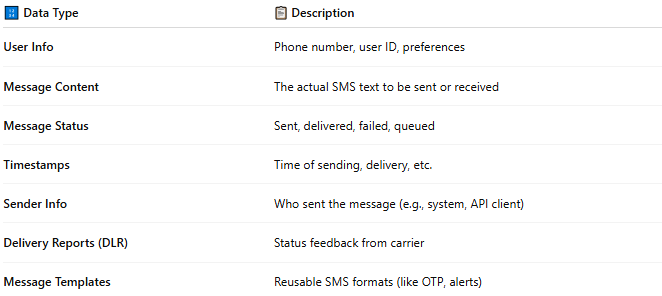 Data Type Description
User Info Phone number, user ID, preferences
Message Content The actual SMS text to be sent or received
Message Status Sent, delivered, failed, queued
Timestamps Time of sending, delivery, etc.
Sender Info Who sent the message (e.g., system, API client)
Delivery Reports (DLR) Status feedback from carrier
Message Templates Reusable SMS formats (like OTP, alerts)